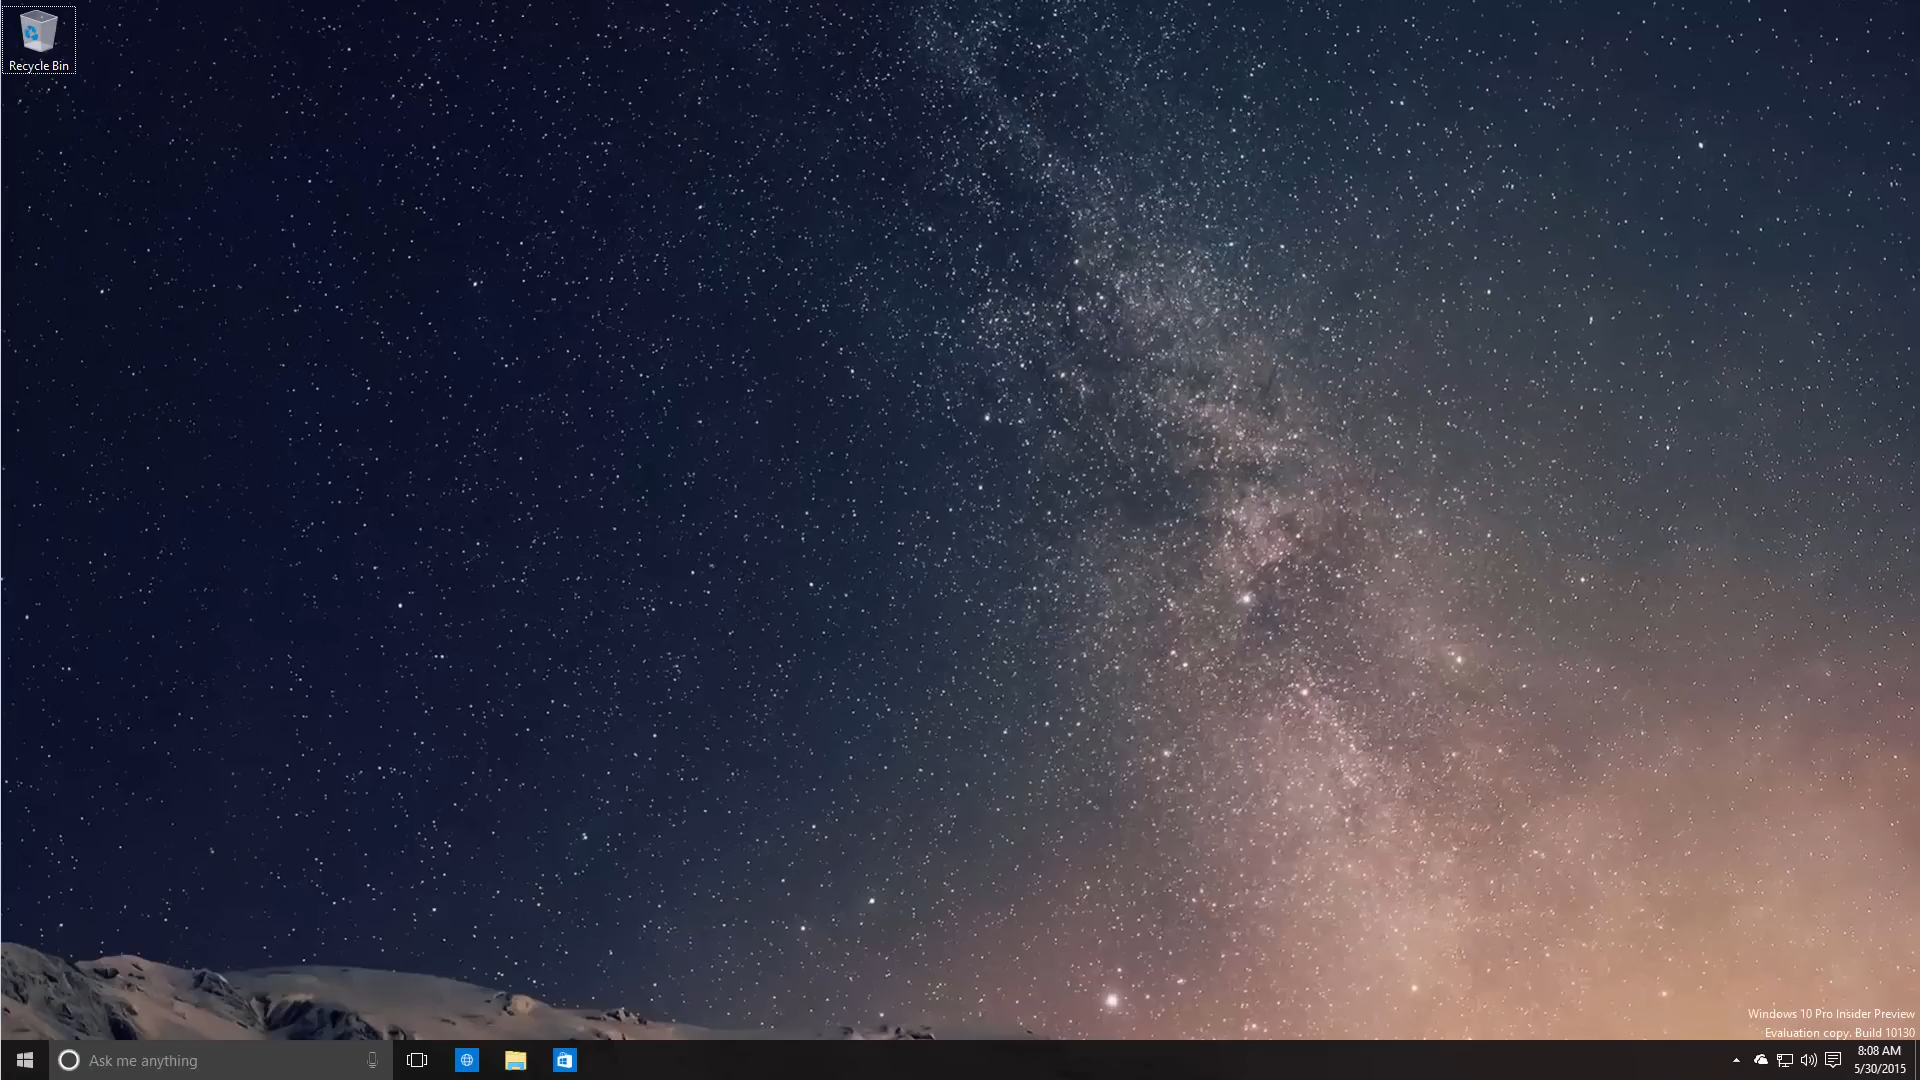 Recycle Bin
Windows 10 Pro Insider Preview
Evaluation copy. Build 10130
Ask me anything
8:08 AM
5/30/2015